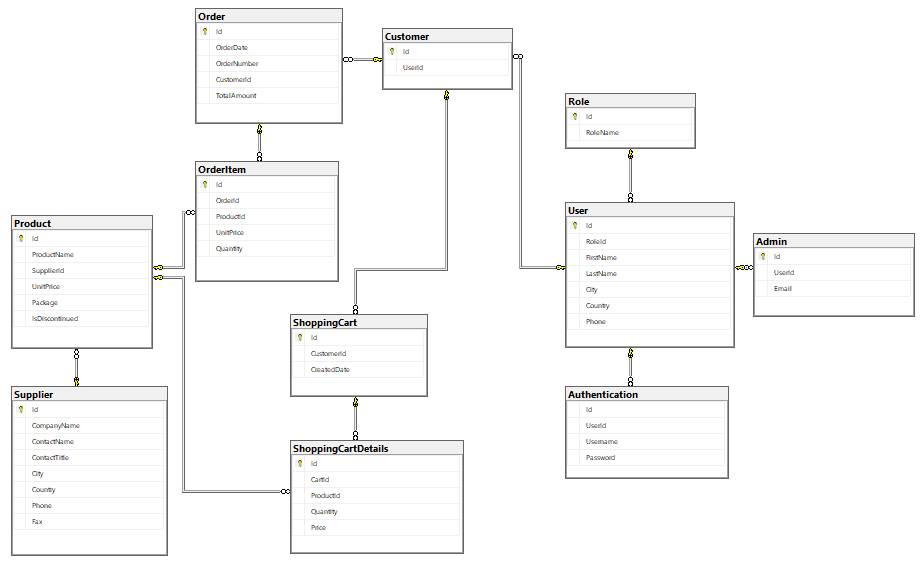 Order
Id
OrderDate
OrderNumber
CustomerId
TotalAmount
Customer
Id
UserId
Role
Id
RoleName
OrderItem
Id
OrderId
ProductId
UnitPrice
Quantity
User
Id
RoleId
FirstName
LastName
City
Country
Phone
Product
Id
ProductName
SupplierId
UnitPrice
Package
IsDiscontinued
Admin
Id
UserId
Email
ShoppingCart
Id
CustomerId
CreatedDate
Supplier
Id
CompanyName
ContactName
ContactTitle
City
Country
Phone
Fax
Authentication
Id
UserId
Username
Password
ShoppingCartDetails
Id
CartId
ProductId
Quantity
Price